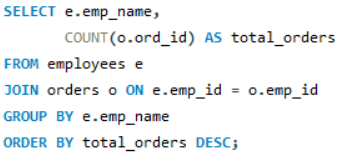 SELECT e.emp_name,
       COUNT(o.ord_id) AS total_orders
FROM employees e
JOIN orders o ON e.emp_id = o.emp_id
GROUP BY e.emp_name
ORDER BY total_orders DESC;